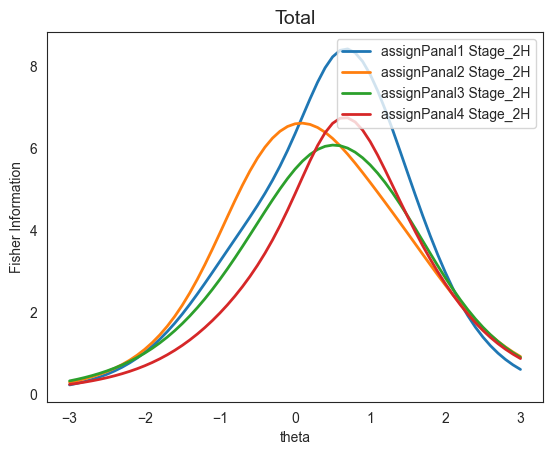 Total
assignPanal1 Stage_2H
assignPanal2 Stage_2H
assignPanal3 Stage_2H
assignPanal4 Stage_2H
Fisher Information
8
6
4
2
0
−3 −2 −1 0 1 2 3
theta